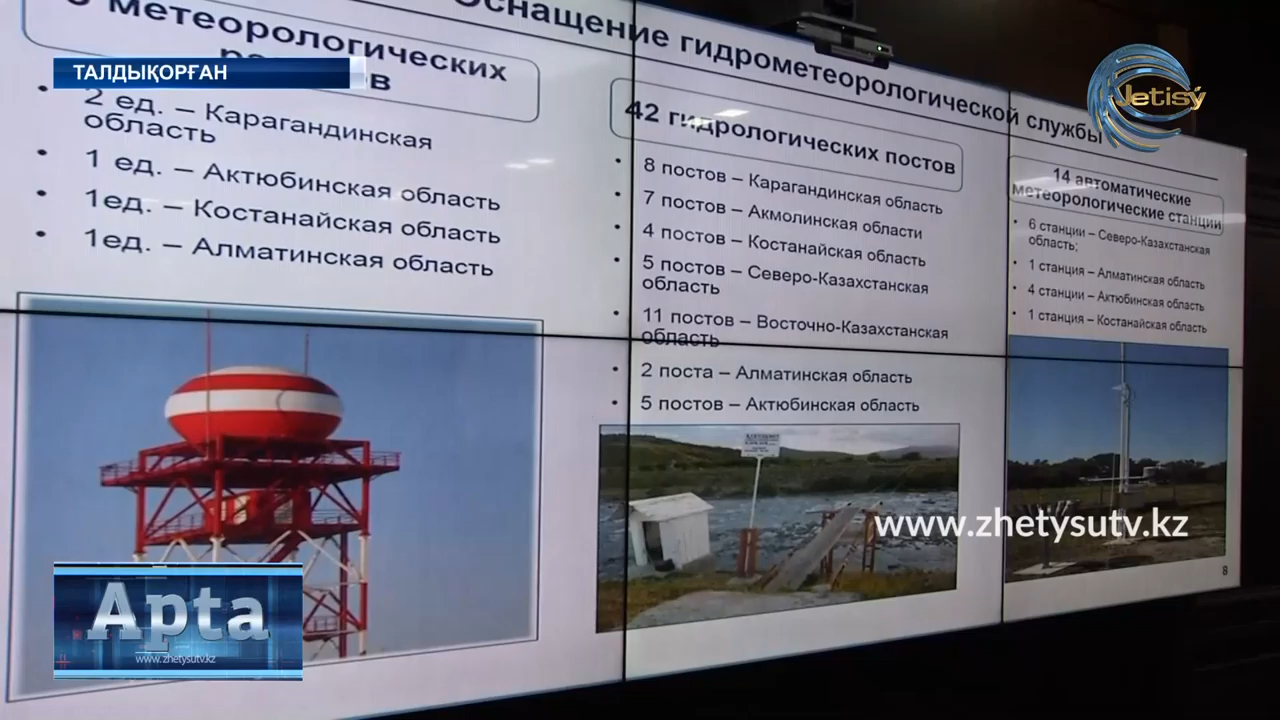 Оснащение гидрометеорологической службы
ТАЛДЫҚОРҒАН
Jetisý
метеорологических
2 ед. – Карагандинская
область
1 ед. – Актюбинская область
1ед. – Костанайская область
1ед. – Алматинская область
42 гидрологических постов
8 постов – Карагандинская область
7 постов – Акмолинская области
4 постов – Костанайская область
5 постов – Северо-Казахстанская
область
11 постов – Восточно-Казахстанская
область
2 поста – Алматинская область
5 постов – Актюбинская область
14 автоматические
метеорологические станции
6 станции – Северо-Казахстанская
область;
1 станция – Алматинская область
4 станции – Актюбинская область
1 станция – Костанайская область
www.zhetysutv.kz
8
Apta
www.zhetysutv.kz